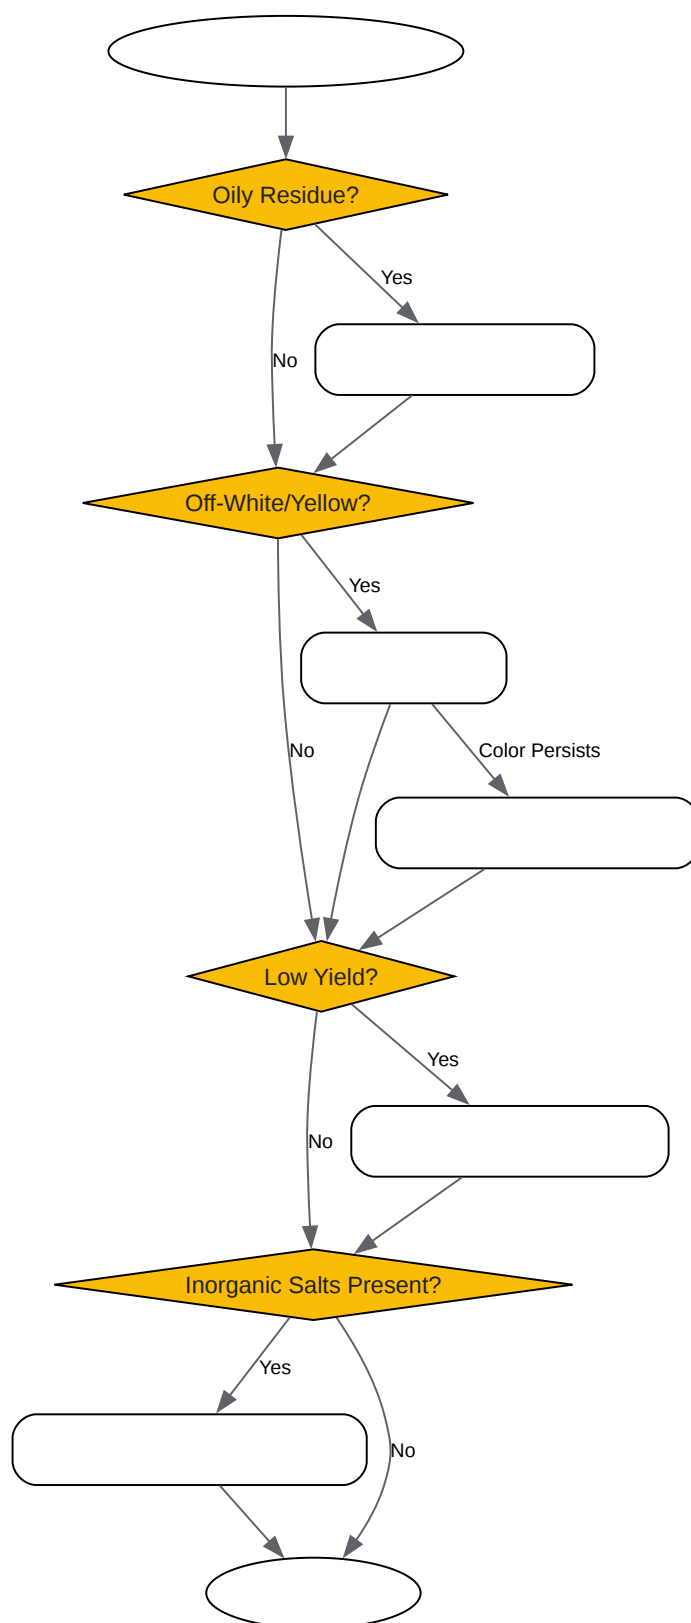 Oily Residue?
Yes
No
Off-White/Yellow?
Yes
No
Color Persists
Low Yield?
Yes
No
Inorganic Salts Present?
Yes
No